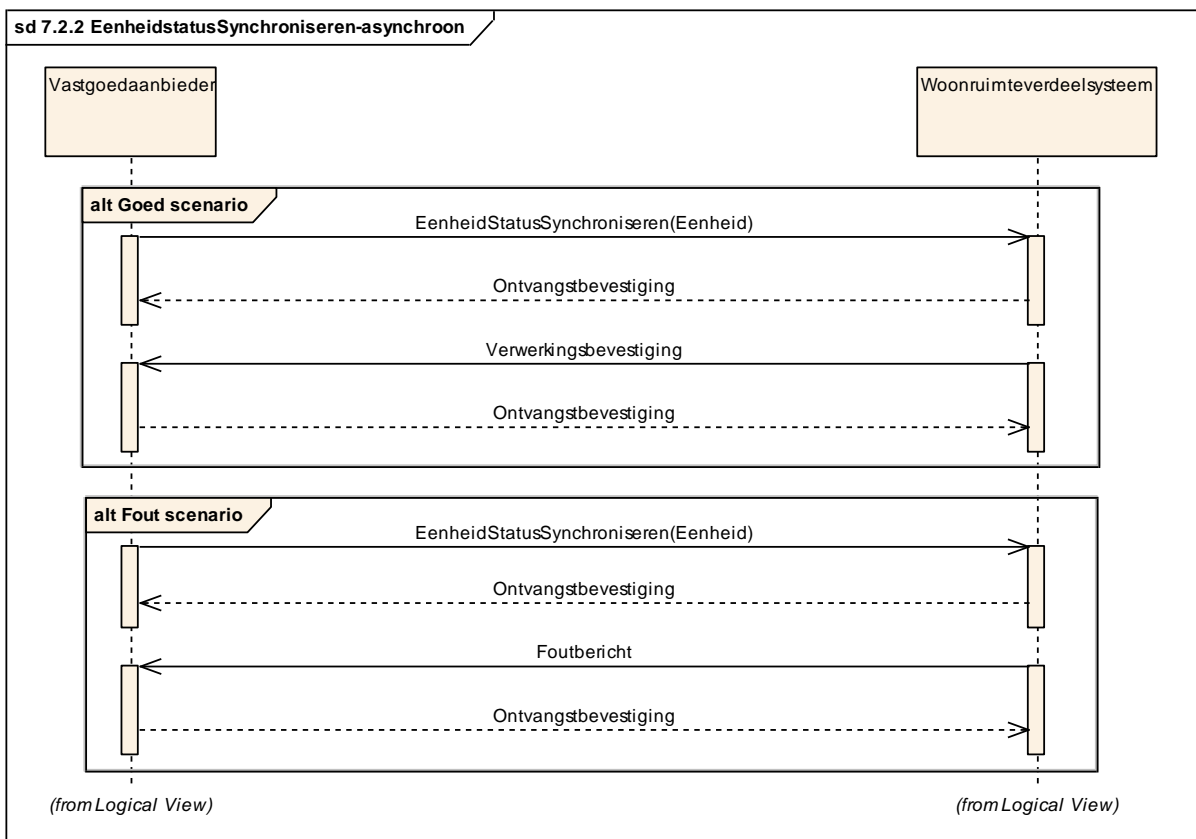 sd 7.2.2 EenheidstatusSynchroniseren-asynchroon
Vastgoedaanbieder
Woonruimteverdeelsysteem
alt Goed scenario
EenheidStatusSynchroniseren(Eenheid)
Ontvangstbevestiging
Verwerkingsbevestiging
Ontvangstbevestiging
alt Fout scenario
EenheidStatusSynchroniseren(Eenheid)
Ontvangstbevestiging
Foutbericht
Ontvangstbevestiging
(from Logical View)
(from Logical View)